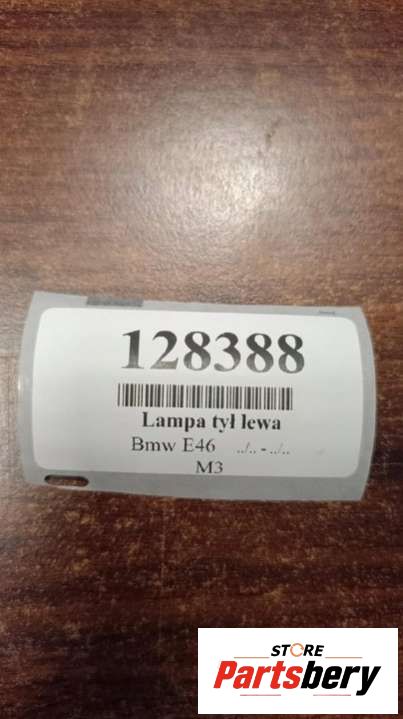 128388
Lampa tył lewa
Bmw E46 ../.. - ../..
M3
STORE
Partsbery